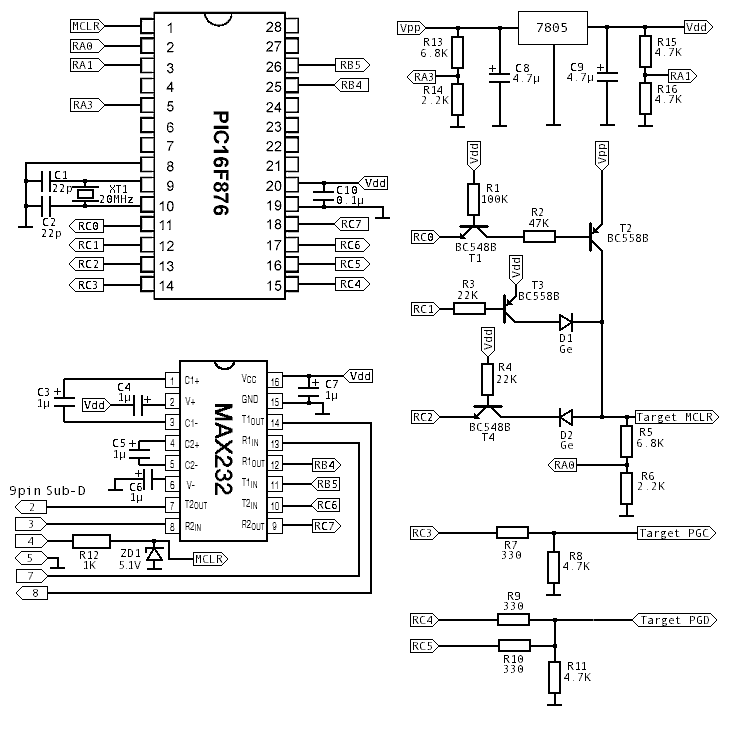 MCLR
RA0
RA1
RA3
1
2
3
4
5
6
7
8
9
10
11
12
13
14
PIC16F876
28
27
26
25
24
23
22
21
20
19
18
17
16
15
RB5
RB4
C1
22p
XT1
20MHz
C2
22p
RC0
RC1
RC2
RC3
Vdd
C10
0.1µ
RC7
RC6
RC5
RC4
Vpp
7805
Vdd
R13
6.8K
RA3
R14
2.2K
C8
4.7µ
C9
4.7µ
R15
4.7K
RA1
R16
4.7K
Vdd
Vpp
R1
100K
R2
47K
T2
BC558B
RC0
BC548B
T1
Vdd
T3
BC558B
RC1
R3
22K
D1
Ge
Vdd
R4
22K
RC2
BC548B
T4
D2
Ge
Target MCLR
R5
6.8K
RA0
R6
2.2K
C3
1µ
C4
1µ
Vdd
C5
1µ
C6
1µ
1 C1+
2 V+
3 C1-
4 C2+
5 C2-
6 V-
7 T2OUT
8 R2IN
MAX232
VCC 16
GND 15
T1OUT 14
R1IN 13
R1OUT 12
T1IN 11
T2IN 10
R2OUT 9
C7
1µ
Vdd
RB4
RB5
RC6
RC7
9pin Sub-D
2
3
4
5
7
8
R12
1K
ZD1
5.1V
MCLR
RC3
R7
330
Target PGC
R8
4.7K
RC4
R9
330
Target PGD
RC5
R10
330
R11
4.7K